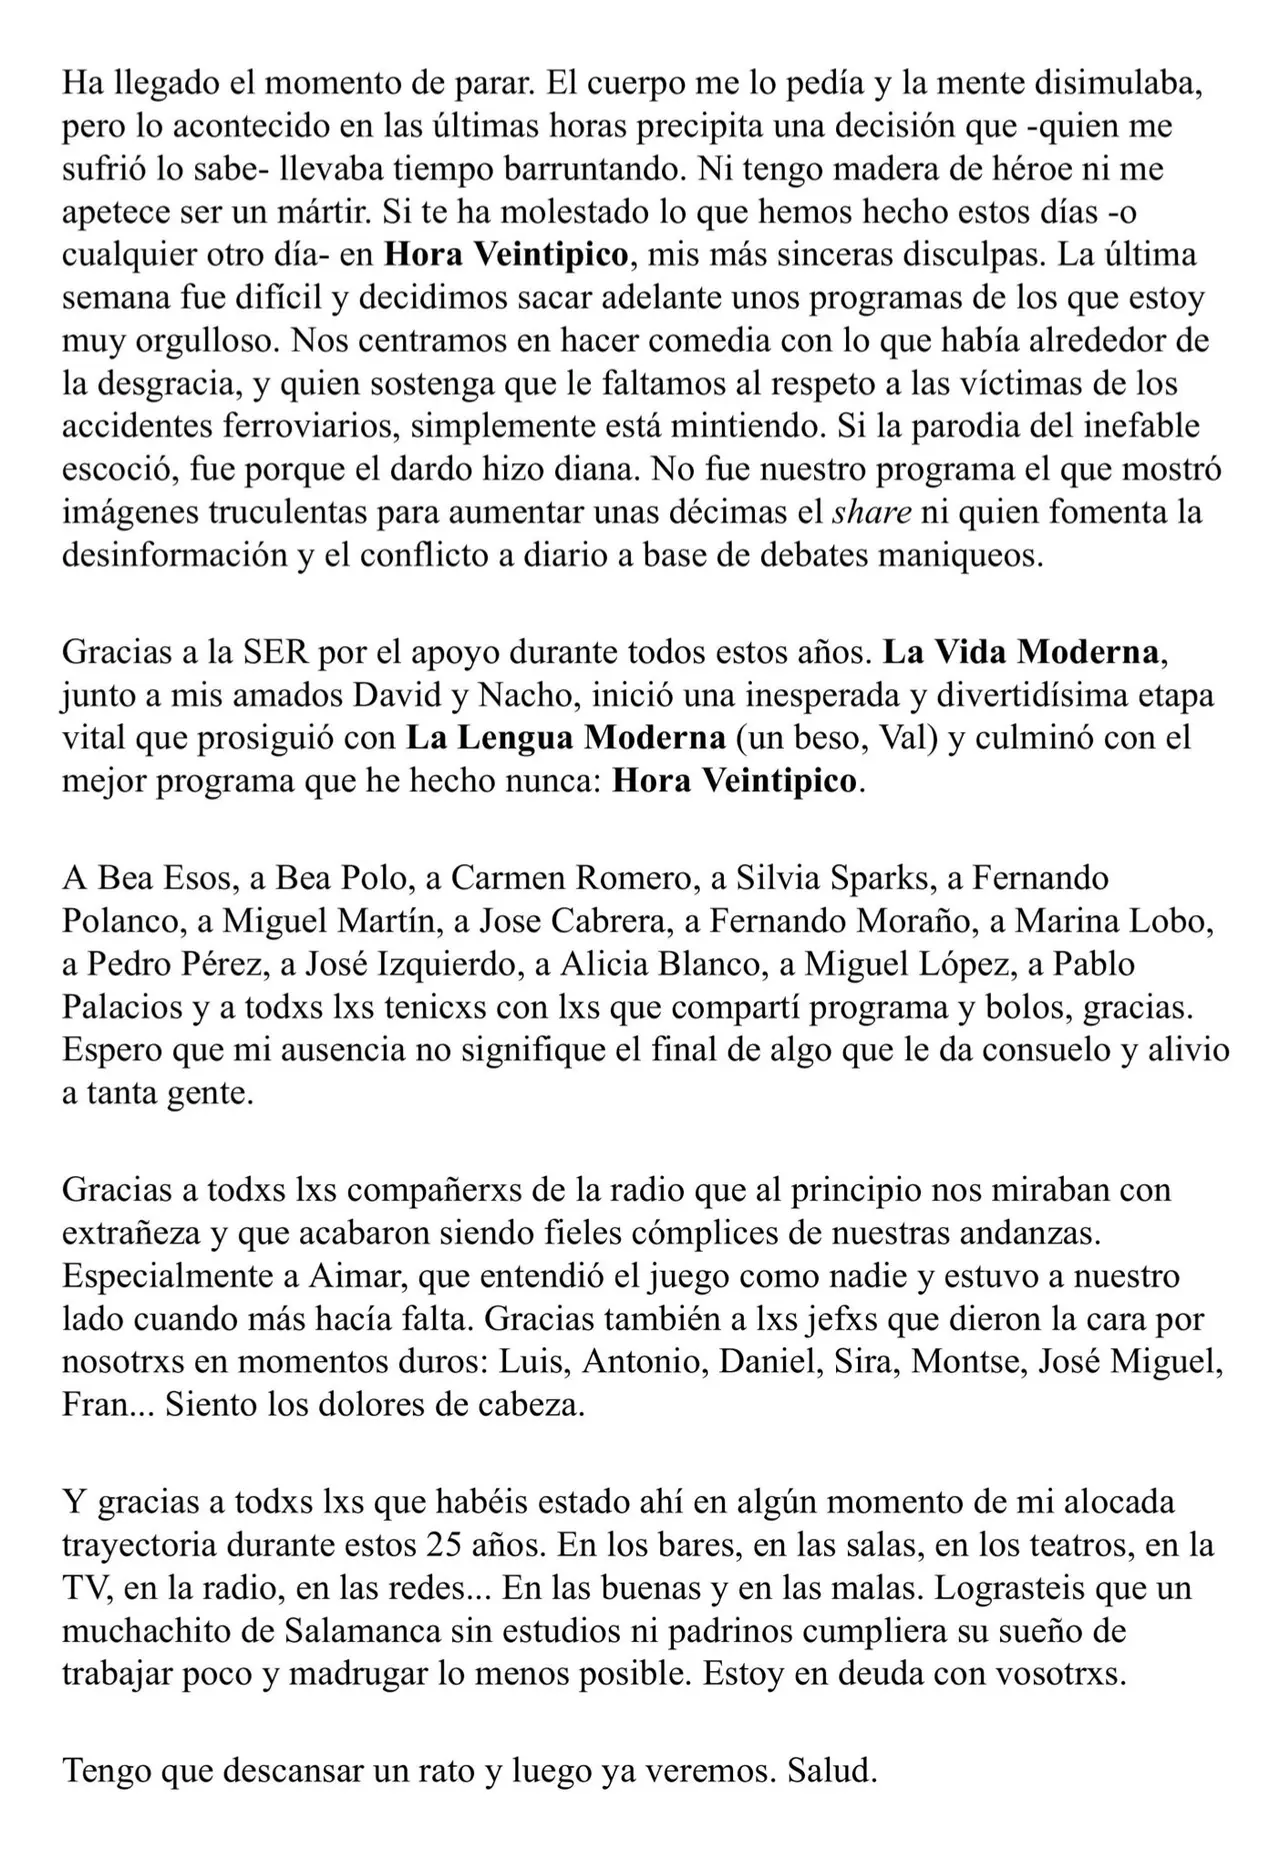 Ha llegado el momento de parar. El cuerpo me lo pedía y la mente disimulaba,
pero lo acontecido en las últimas horas precipita una decisión que -quien me
sufrió lo sabe- llevaba tiempo barruntando. Ni tengo madera de héroe ni me
apetece ser un mártir. Si te ha molestado lo que hemos hecho estos días -o
cualquier otro día- en Hora Veintipico, mis más sinceras disculpas. La última
semana fue difícil y decidimos sacar adelante unos programas de los que estoy
muy orgulloso. Nos centramos en hacer comedia con lo que había alrededor de
la desgracia, y quien sostenga que le faltamos al respeto a las víctimas de los
accidentes ferroviarios, simplemente está mintiendo. Si la parodia del inefable
escoció, fue porque el dardo hizo diana. No fue nuestro programa el que mostró
imágenes truculentas para aumentar unas décimas el share ni quien fomenta la
desinformación y el conflicto a diario a base de debates maniqueos.
Gracias a la SER por el apoyo durante todos estos años. La Vida Moderna,
junto a mis amados David y Nacho, inició una inesperada y divertidísima etapa
vital que prosiguió con La Lengua Moderna (un beso, Val) y culminó con el
mejor programa que he hecho nunca: Hora Veintipico.
A Bea Esos, a Bea Polo, a Carmen Romero, a Silvia Sparks, a Fernando
Polanco, a Miguel Martín, a Jose Cabrera, a Fernando Moraño, a Marina Lobo,
a Pedro Pérez, a José Izquierdo, a Alicia Blanco, a Miguel López, a Pablo
Palacios y a todxs lxs tenicxs con lxs que compartí programa y bolos, gracias.
Espero que mi ausencia no signifique el final de algo que le da consuelo y alivio
a tanta gente.
Gracias a todxs lxs compañerxs de la radio que al principio nos miraban con
extrañeza y que acabaron siendo fieles cómplices de nuestras andanzas.
Especialmente a Aimar, que entendió el juego como nadie y estuvo a nuestro
lado cuando más hacía falta. Gracias también a lxs jefxs que dieron la cara por
nosotrxs en momentos duros: Luis, Antonio, Daniel, Sira, Montse, José Miguel,
Fran... Siento los dolores de cabeza.
Y gracias a todxs lxs que habéis estado ahí en algún momento de mi alocada
trayectoria durante estos 25 años. En los bares, en las salas, en los teatros, en la
TV, en la radio, en las redes... En las buenas y en las malas. Lograsteis que un
muchachito de Salamanca sin estudios ni padrinos cumpliera su sueño de
trabajar poco y madrugar lo menos posible. Estoy en deuda con vosotrxs.
Tengo que descansar un rato y luego ya veremos. Salud.